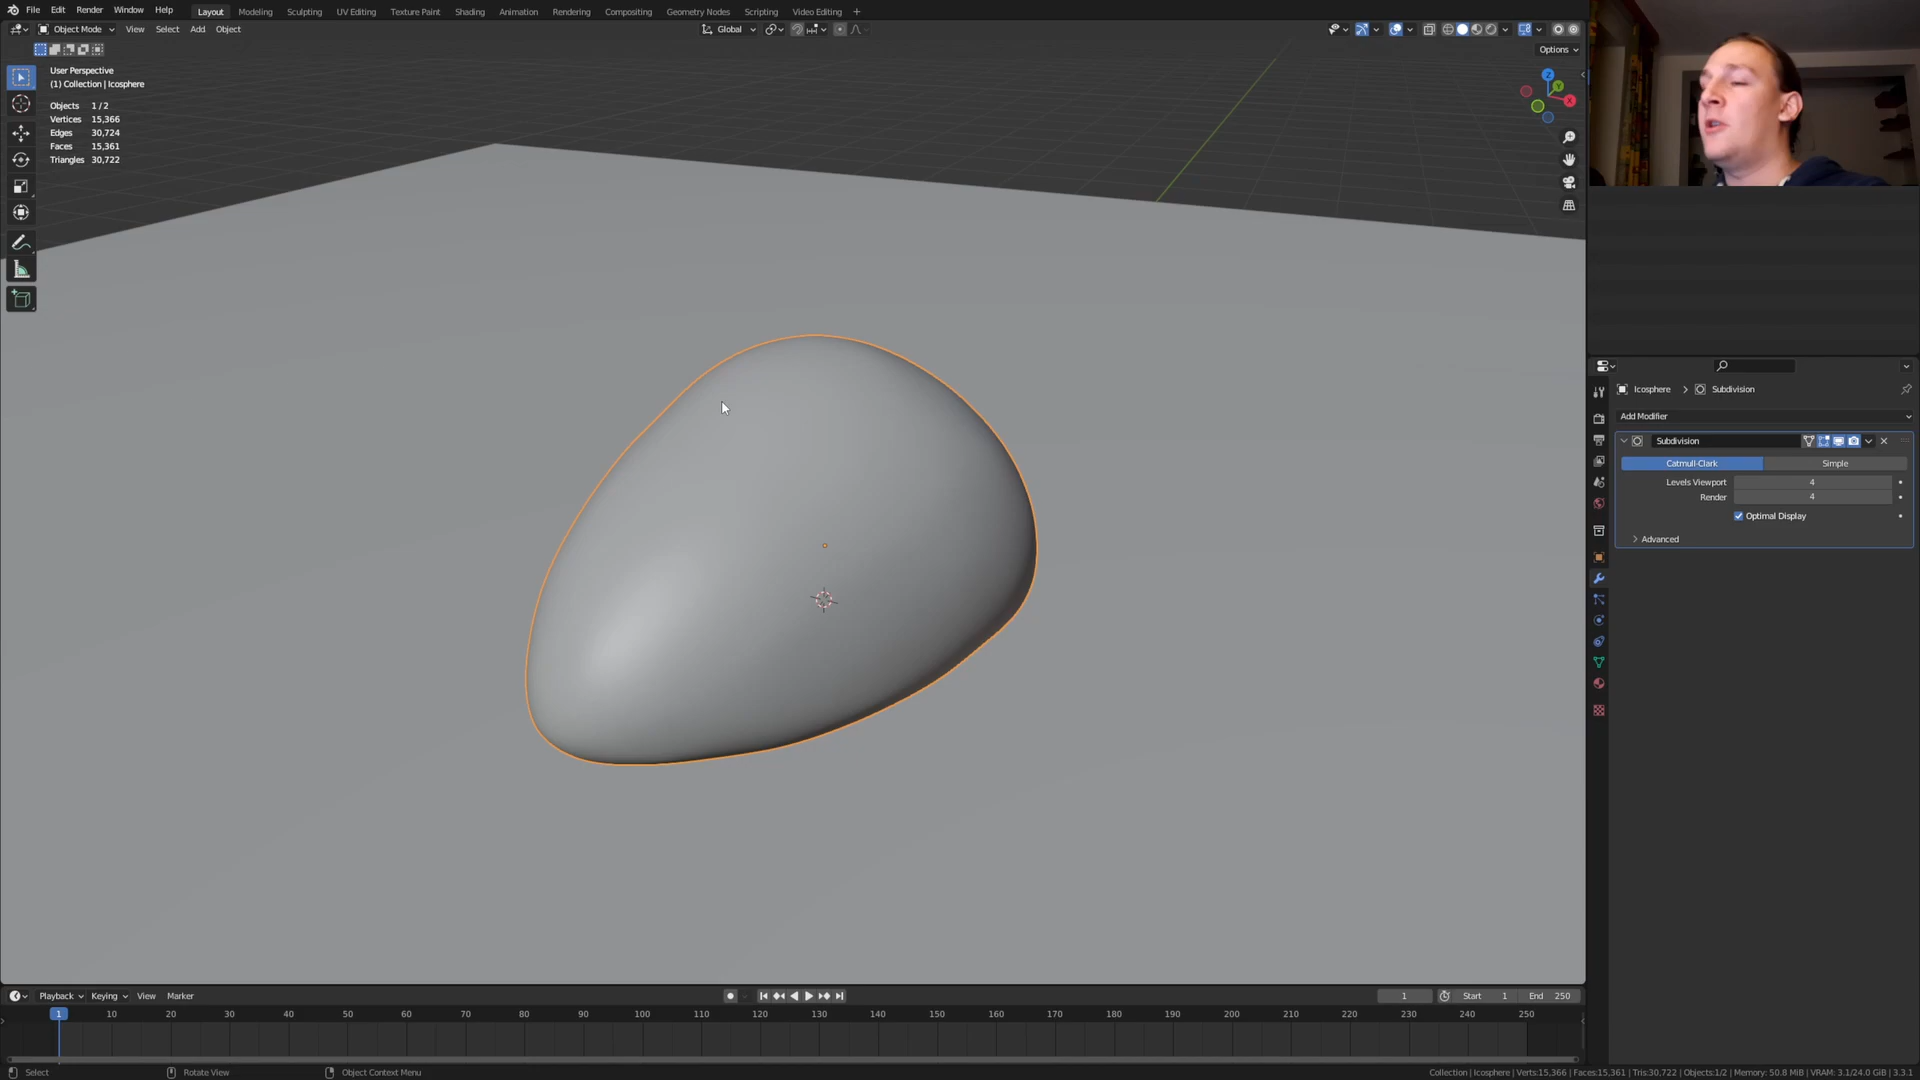 File Edit Render Window Help Layout Modeling Sculpting UV Editing Texture Paint Shading Animation Rendering Compositing Geometry Nodes Scripting Video Editing +
Object Mode View Select Add Object Global
Options
User Perspective
(1) Collection | Icosphere
Objects 1 / 2
Vertices 15,366
Edges 30,724
Faces 15,361
Triangles 30,722
Z
Y
X
Icosphere > Subdivision
Add Modifier
Subdivision
Catmull-Clark Simple
Levels Viewport 4
Render 4
Optimal Display
Advanced
Playback Keying View Marker 1 Start 1 End 250
1 10 20 30 40 50 60 70 80 90 100 110 120 130 140 150 160 170 180 190 200 210 220 230 240 250
Select Rotate View Object Context Menu Collection | Icosphere | Verts:15,366 | Faces:15,361 | Tris:30,722 | Objects:1/2 | Memory: 50.8 MiB | VRAM: 3.1/24.0 GiB | 3.3.1